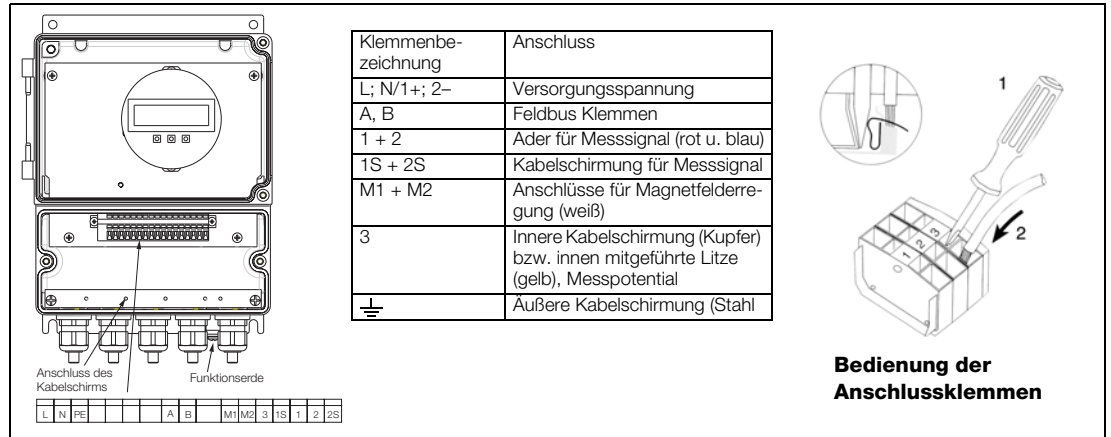 Klemmenbe-
zeichnung
Anschluss
L; N/1+; 2–
Versorgungsspannung
A, B
Feldbus Klemmen
1 + 2
Ader für Messsignal (rot u. blau)
1S + 2S
Kabelschirmung für Messsignal
M1 + M2
Anschlüsse für Magnetfelderre-
gung (weiß)
3
Innere Kabelschirmung (Kupfer)
bzw. innen mitgeführte Litze
(gelb), Messpotential
Äußere Kabelschirmung (Stahl
Anschluss des
Kabelschirms
Funktionserde
L N PE A B M1 M2 3 1S 1 2 2S
1
2
1 2 3
Bedienung der
Anschlussklemmen